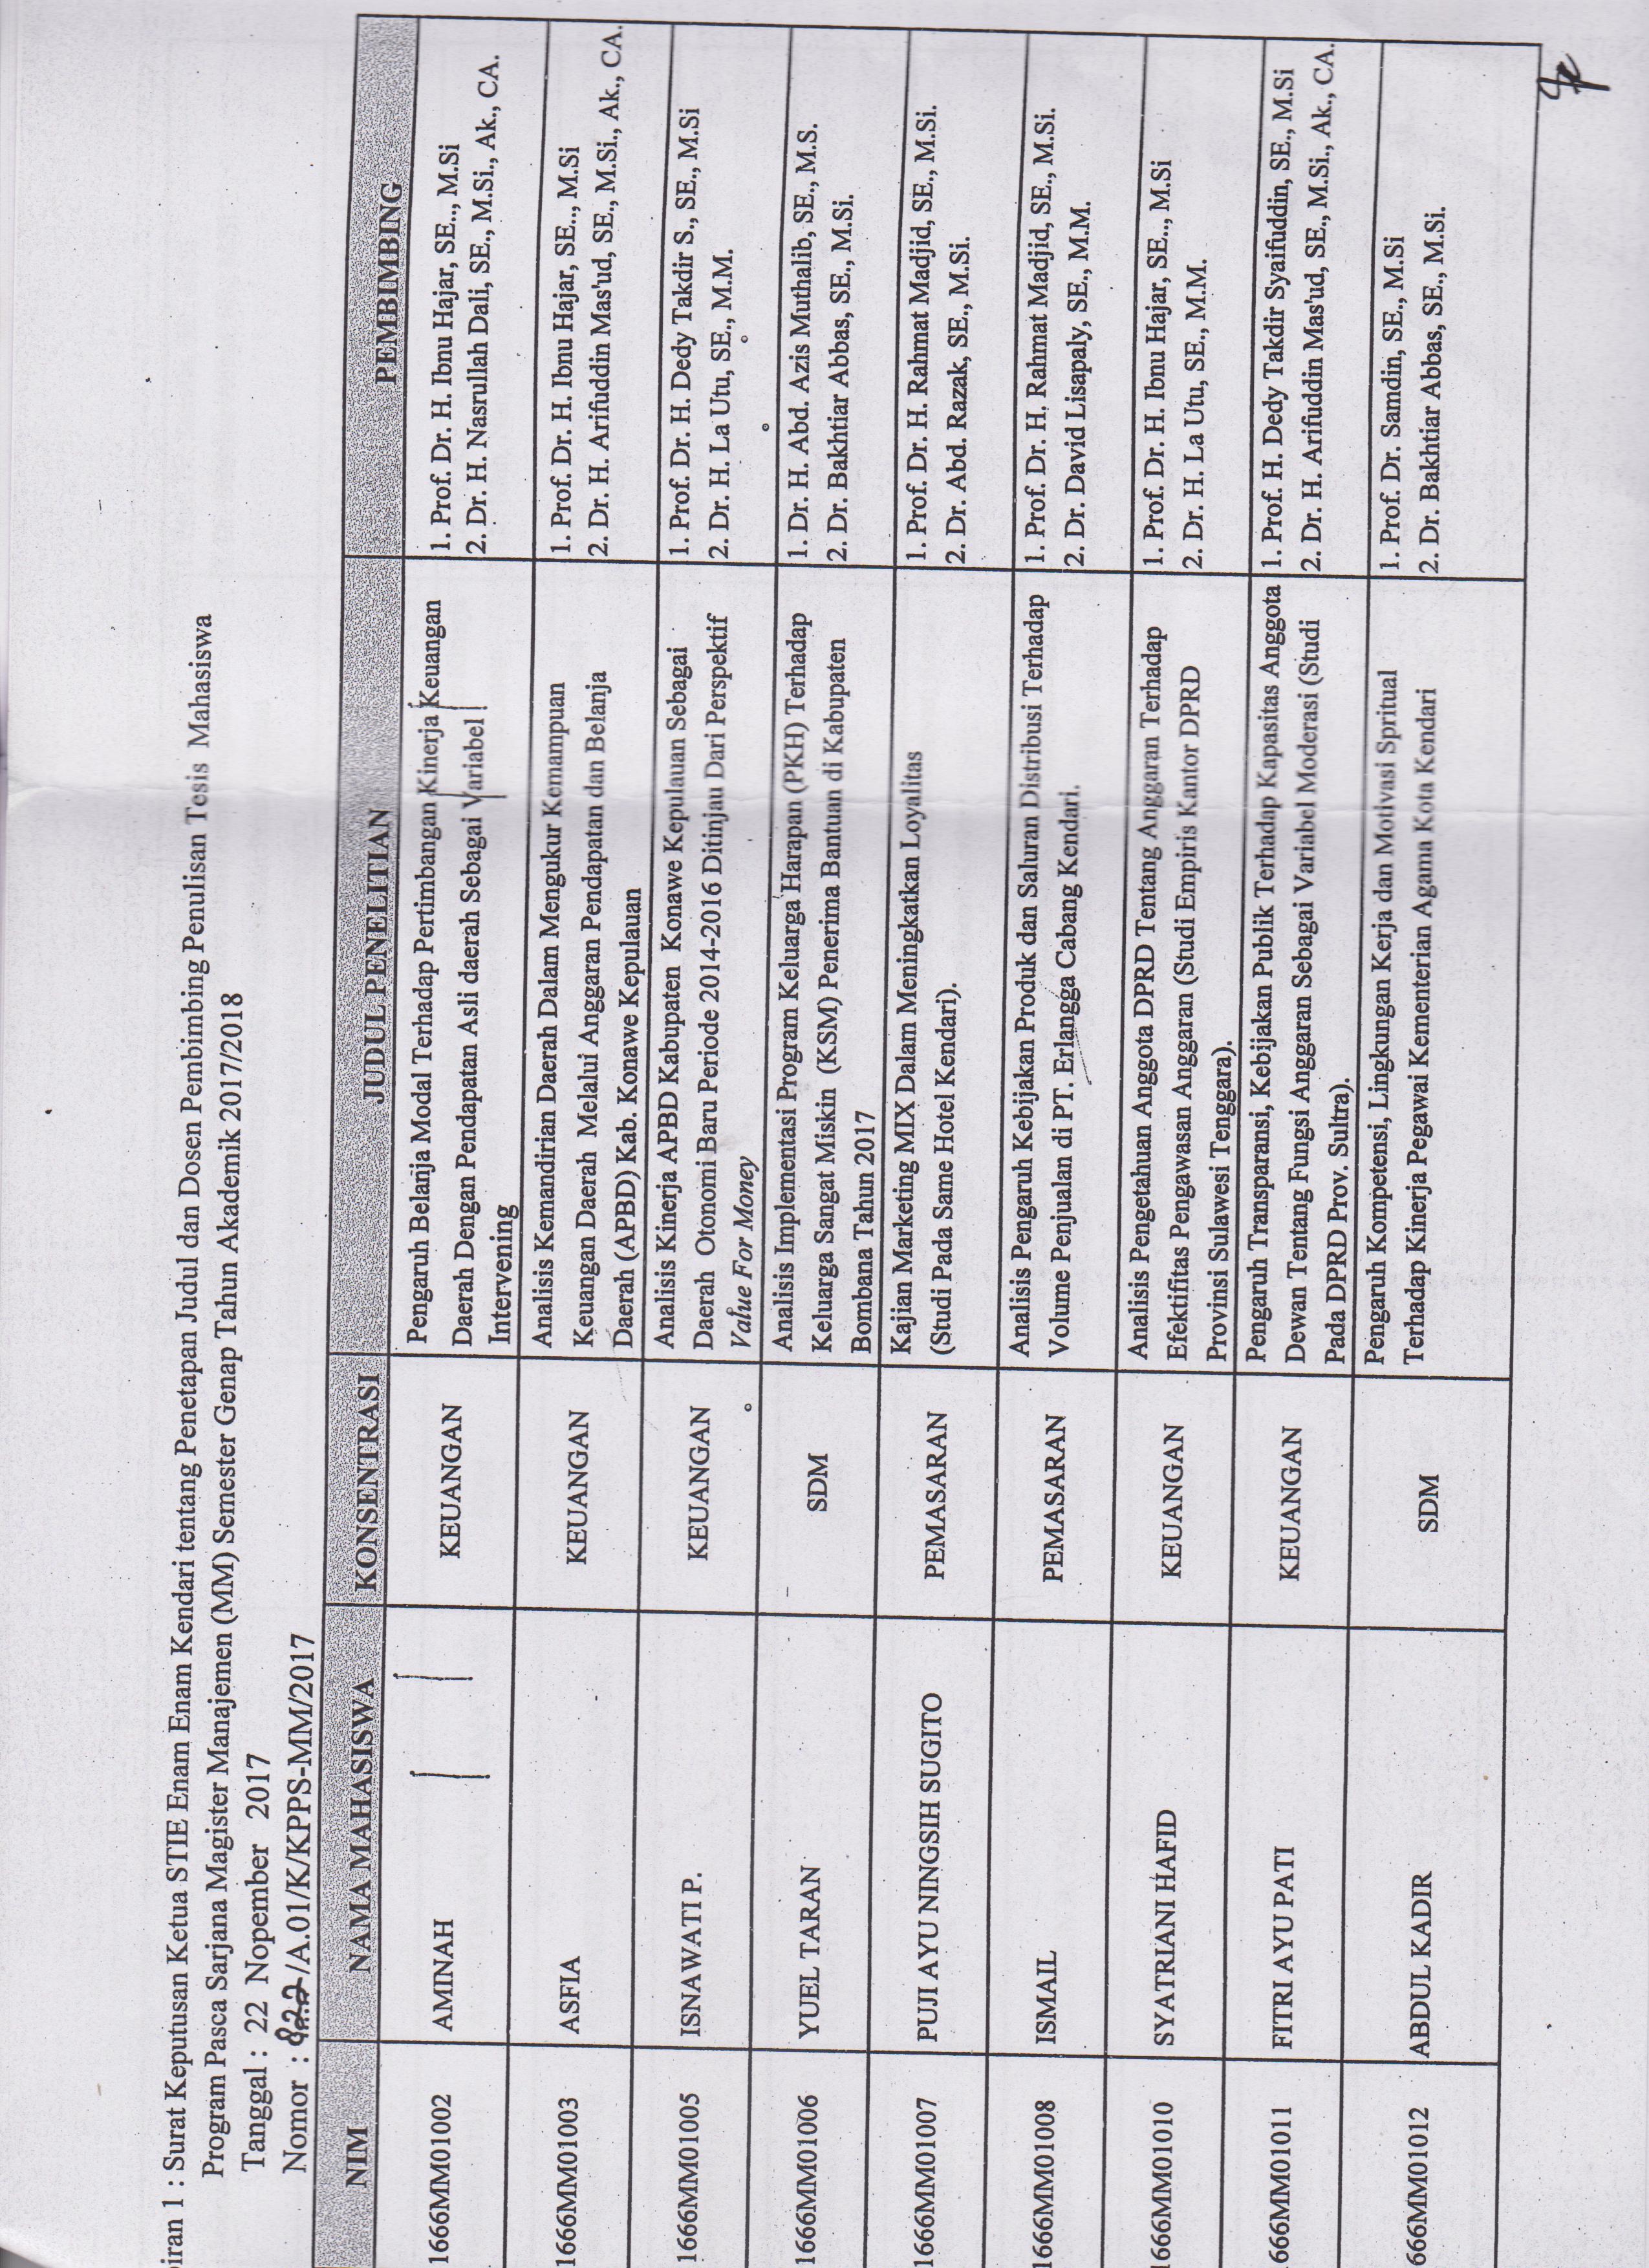 piran 1 : Surat Keputusan Ketua STIE Enam Enam Kendari tentang Penetapan Judul dan Dosen Pembimbing Penulisan Tesis Mahasiswa
Program Pasca Sarjana Magister Manajemen (MM) Semester Genap Tahun Akademik 2017/2018
Tanggal : 22 Nopember 2017
Nomor : 822/A.01/K/KPPS-MM/2017
NIM NAMA MAHASISWA KONSENTRASI JUDUL PENELITIAN PEMBIMBING
1666MM01002 AMINAH KEUANGAN
Pengaruh Belanja Modal Terhadap Pertimbangan Kinerja Keuangan
Daerah Dengan Pendapatan Asli daerah Sebagai Variabel
Intervening
1. Prof. Dr. H. Ibnu Hajar, SE.., M.Si
2. Dr. H. Nasrullah Dali, SE., M.Si., Ak., CA.
1666MM01003 ASFIA KEUANGAN
Analisis Kemandirian Daerah Dalam Mengukur Kemampuan
Keuangan Daerah Melalui Anggaran Pendapatan dan Belanja
Daerah (APBD) Kab. Konawe Kepulauan
1. Prof. Dr. H. Ibnu Hajar, SE.., M.Si
2. Dr. H. Arifuddin Mas'ud, SE., M.Si., Ak., CA.
1666MM01005 ISNAWATI P. KEUANGAN
Analisis Kinerja APBD Kabupaten Konawe Kepulauan Sebagai
Daerah Otonomi Baru Periode 2014-2016 Ditinjau Dari Perspektif
Value For Money
1. Prof. Dr. H. Dedy Takdir S., SE., M.Si
2. Dr. H. La Utu, SE., M.M.
1666MM01006 YUEL TARAN SDM
Analisis Implementasi Program Keluarga Harapan (PKH) Terhadap
Keluarga Sangat Miskin (KSM) Penerima Bantuan di Kabupaten
Bombana Tahun 2017
1. Dr. H. Abd. Azis Muthalib, SE., M.S.
2. Dr. Bakhtiar Abbas, SE., M.Si.
1666MM01007 PUJI AYU NINGSIH SUGITO PEMASARAN
Kajian Marketing MIX Dalam Meningkatkan Loyalitas
(Studi Pada Same Hotel Kendari).
1. Prof. Dr. H. Rahmat Madjid, SE., M.Si.
2. Dr. Abd. Razak, SE., M.Si.
1666MM01008 ISMAIL PEMASARAN
Analisis Pengaruh Kebijakan Produk dan Saluran Distribusi Terhadap
Volume Penjualan di PT. Erlangga Cabang Kendari.
1. Prof. Dr. H. Rahmat Madjid, SE., M.Si.
2. Dr. David Lisapaly, SE., M.M.
1666MM01010 SYATRIANI HAFID KEUANGAN
Analisis Pengetahuan Anggota DPRD Tentang Anggaran Terhadap
Efektifitas Pengawasan Anggaran (Studi Empiris Kantor DPRD
Provinsi Sulawesi Tenggara).
1. Prof. Dr. H. Ibnu Hajar, SE.., M.Si
2. Dr. H. La Utu, SE., M.M.
1666MM01011 FITRI AYU PATI KEUANGAN
Pengaruh Transparansi, Kebijakan Publik Terhadap Kapasitas Anggota
Dewan Tentang Fungsi Anggaran Sebagai Variabel Moderasi (Studi
Pada DPRD Prov. Sultra).
1. Prof. H. Dedy Takdir Syaifuddin, SE., M.Si
2. Dr. H. Arifuddin Mas'ud, SE., M.Si., Ak., CA.
666MM01012 ABDUL KADIR SDM
Pengaruh Kompetensi, Lingkungan Kerja dan Motivasi Spritual
Terhadap Kinerja Pegawai Kementerian Agama Kota Kendari
1. Prof. Dr. Samdin, SE., M.Si
2. Dr. Bakhtiar Abbas, SE., M.Si.